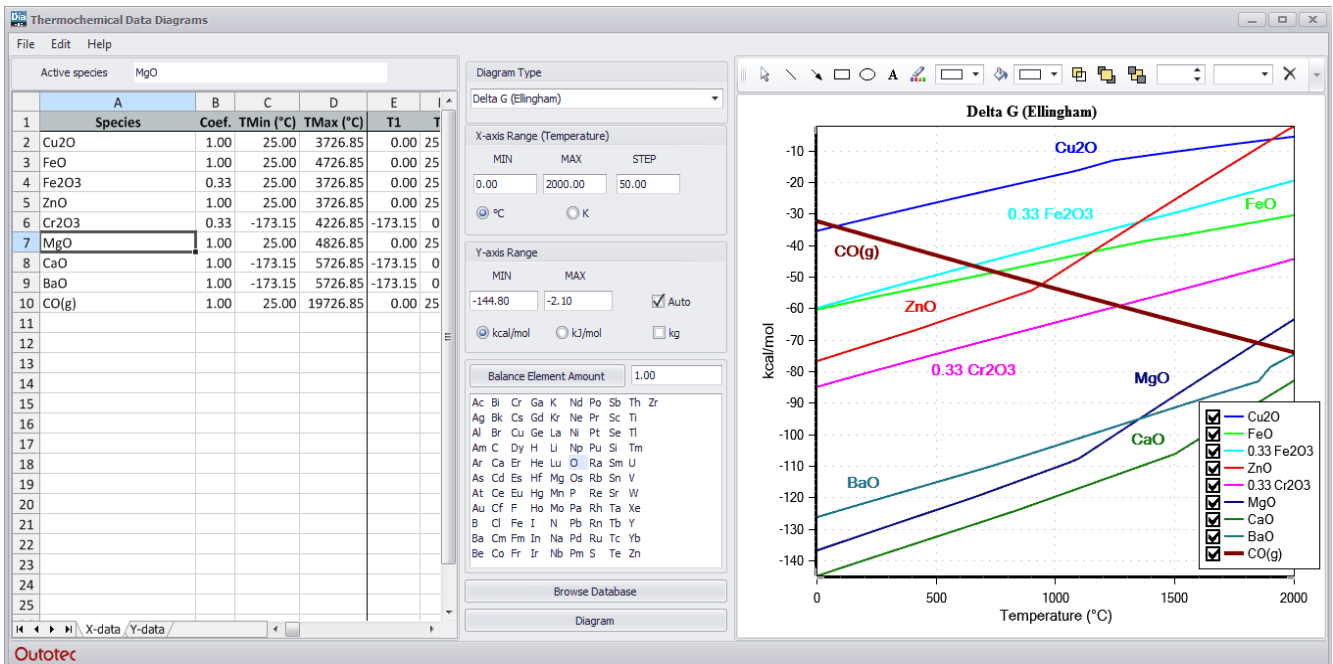 Thermochemical Data Diagrams
File Edit Help
Active species MgO
A B C D E
1 Species Coef. TMin (°C) TMax (°C) T1 T
2 Cu2O 1.00 25.00 3726.85 0.00 25
3 FeO 1.00 25.00 4726.85 0.00 25
4 Fe2O3 0.33 25.00 3726.85 0.00 25
5 ZnO 1.00 25.00 3726.85 0.00 25
6 Cr2O3 0.33 -173.15 4226.85 -173.15 0
7 MgO 1.00 25.00 4826.85 0.00 25
8 CaO 1.00 -173.15 5726.85 -173.15 0
9 BaO 1.00 -173.15 5726.85 -173.15 0
10 CO(g) 1.00 25.00 19726.85 0.00 25
11
12
13
14
15
16
17
18
19
20
21
22
23
24
25
X-data Y-data
Outotec
Diagram Type
Delta G (Ellingham)
X-axis Range (Temperature)
MIN MAX STEP
0.00 2000.00 50.00
°C K
Y-axis Range
MIN MAX
-144.80 -2.10 Auto
kcal/mol kJ/mol kg
Balance Element Amount 1.00
Ac Bi Cr Ga K Nd Po Sb Th Zr
Ag Bk Cs Gd Kr Ne Pr Sc Ti
Al Br Cu Ge La Ni Pt Se Tl
Am C Dy H Li Np Pu Si Tm
Ar Ca Er He Lu O Ra Sm U
As Cd Es Hf Mg Os Rb Sn V
At Ce Eu Hg Mn P Re Sr W
Au Cf F Ho Mo Pa Rh Ta Xe
B Cl Fe I N Pb Rn Tb Y
Ba Cm Fm In Na Pd Ru Tc Yb
Be Co Fr Ir Nb Pm S Te Zn
Browse Database
Diagram
A
Delta G (Ellingham)
kcal/mol
-10
-20
-30
-40
-50
-60
-70
-80
-90
-100
-110
-120
-130
-140
Cu2O
0.33 Fe2O3
FeO
CO(g)
ZnO
0.33 Cr2O3
MgO
CaO
BaO
Cu2O
FeO
0.33 Fe2O3
ZnO
0.33 Cr2O3
MgO
CaO
BaO
CO(g)
0 500 1000 1500 2000
Temperature (°C)